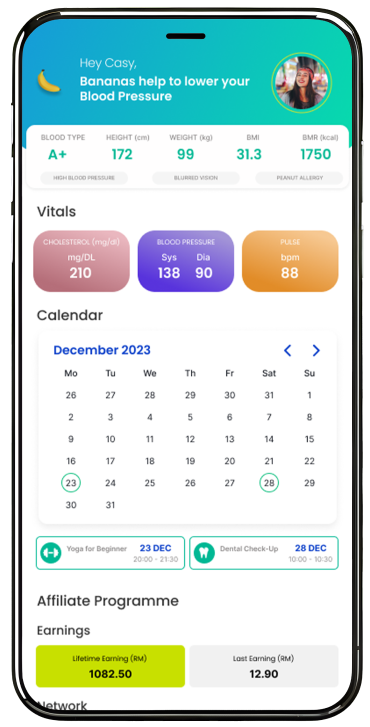 Hey Casy,
Bananas help to lower your
Blood Pressure
BLOOD TYPE HEIGHT (cm) WEIGHT (kg) BMI BMR (kcal)
A+ 172 99 31.3 1750
HIGH BLOOD PRESSURE BLURRED VISION PEANUT ALLERGY
Vitals
CHOLESTEROL (mg/dl) BLOOD PRESSURE PULSE
mg/DL Sys Dia bpm
210 138 90 88
Calendar
December 2023
Mo Tu We Th Fr Sat Su
26 27 28 29 30 31 1
2 3 4 5 6 7 8
9 10 11 12 13 14 15
16 17 18 19 20 21 22
23 24 25 26 27 28 29
30 31
Yoga for Beginner 23 DEC Dental Check-Up 28 DEC
20:00 - 21:30 10:00 - 10:30
Affiliate Programme
Earnings
Lifetime Earning (RM) Last Earning (RM)
1082.50 12.90
Network